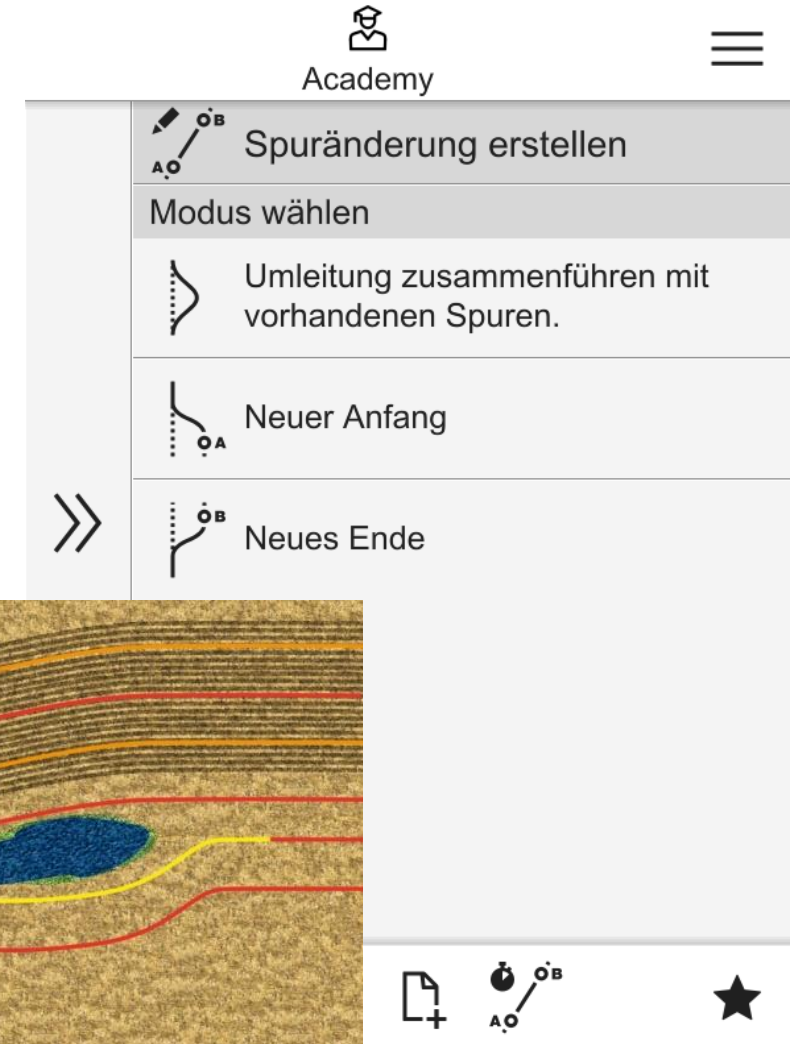 Academy
Spuränderung erstellen
Modus wählen
Umleitung zusammenführen mit
vorhandenen Spuren.
Neuer Anfang
Neues Ende